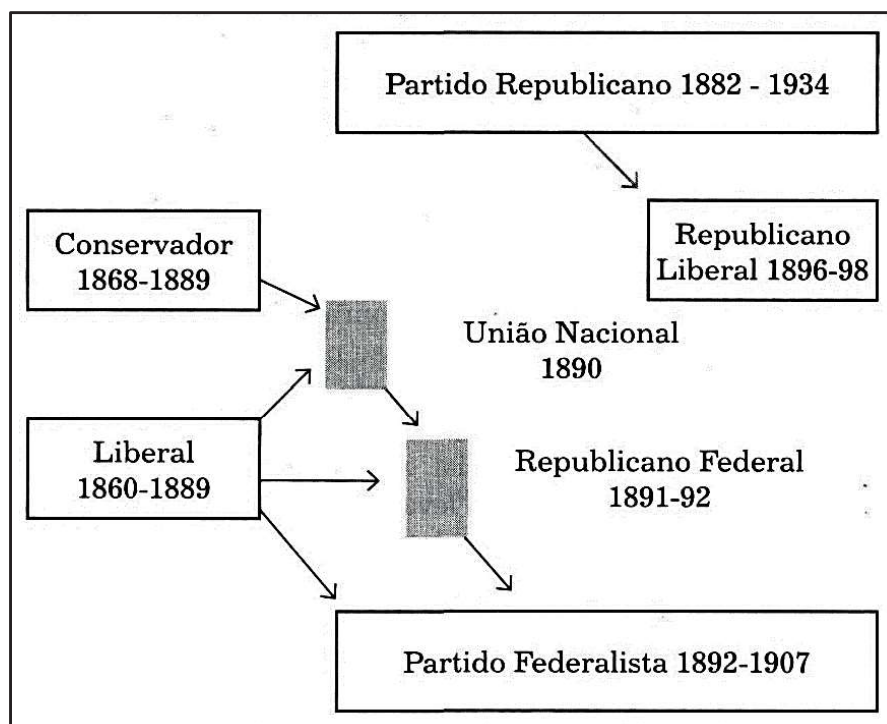 Partido Republicano 1882 - 1934
Conservador
1868-1889
Republicano
Liberal 1896-98
União Nacional
1890
Liberal
1860-1889
Republicano Federal
1891-92
Partido Federalista 1892-1907